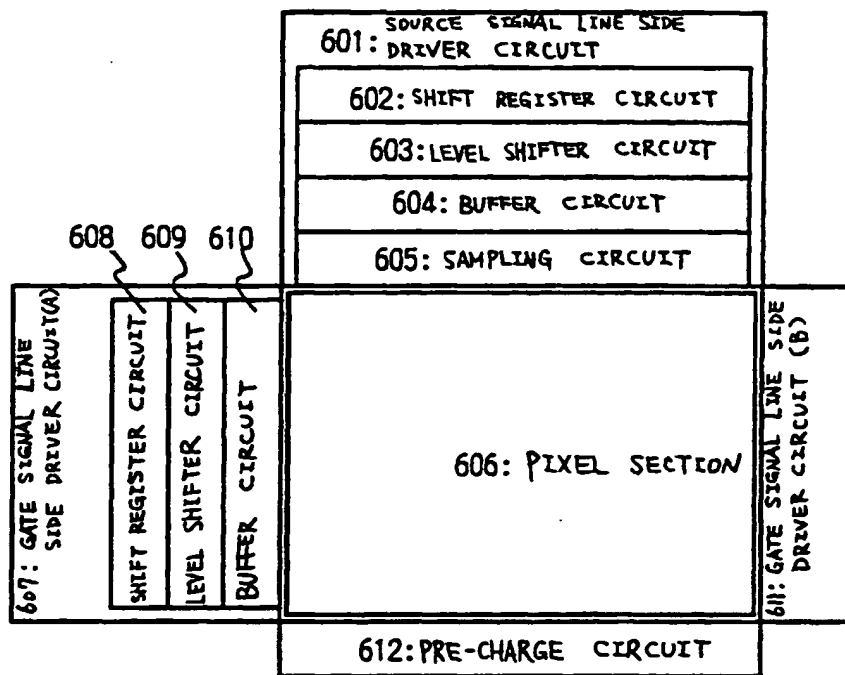 601: SOURCE SIGNAL LINE SIDE
DRIVER CIRCUIT
602: SHIFT REGISTER CIRCUIT
603: LEVEL SHIFTER CIRCUIT
604: BUFFER CIRCUIT
605: SAMPLING CIRCUIT
608 609 610
607: GATE SIGNAL LINE
SIDE DRIVER CIRCUIT(A)
SHIFT REGISTER CIRCUIT
LEVEL SHIFTER CIRCUIT
BUFFER CIRCUIT
606: PIXEL SECTION
611: GATE SIGNAL LINE SIDE
DRIVER CIRCUIT (B)
612: PRE-CHARGE CIRCUIT